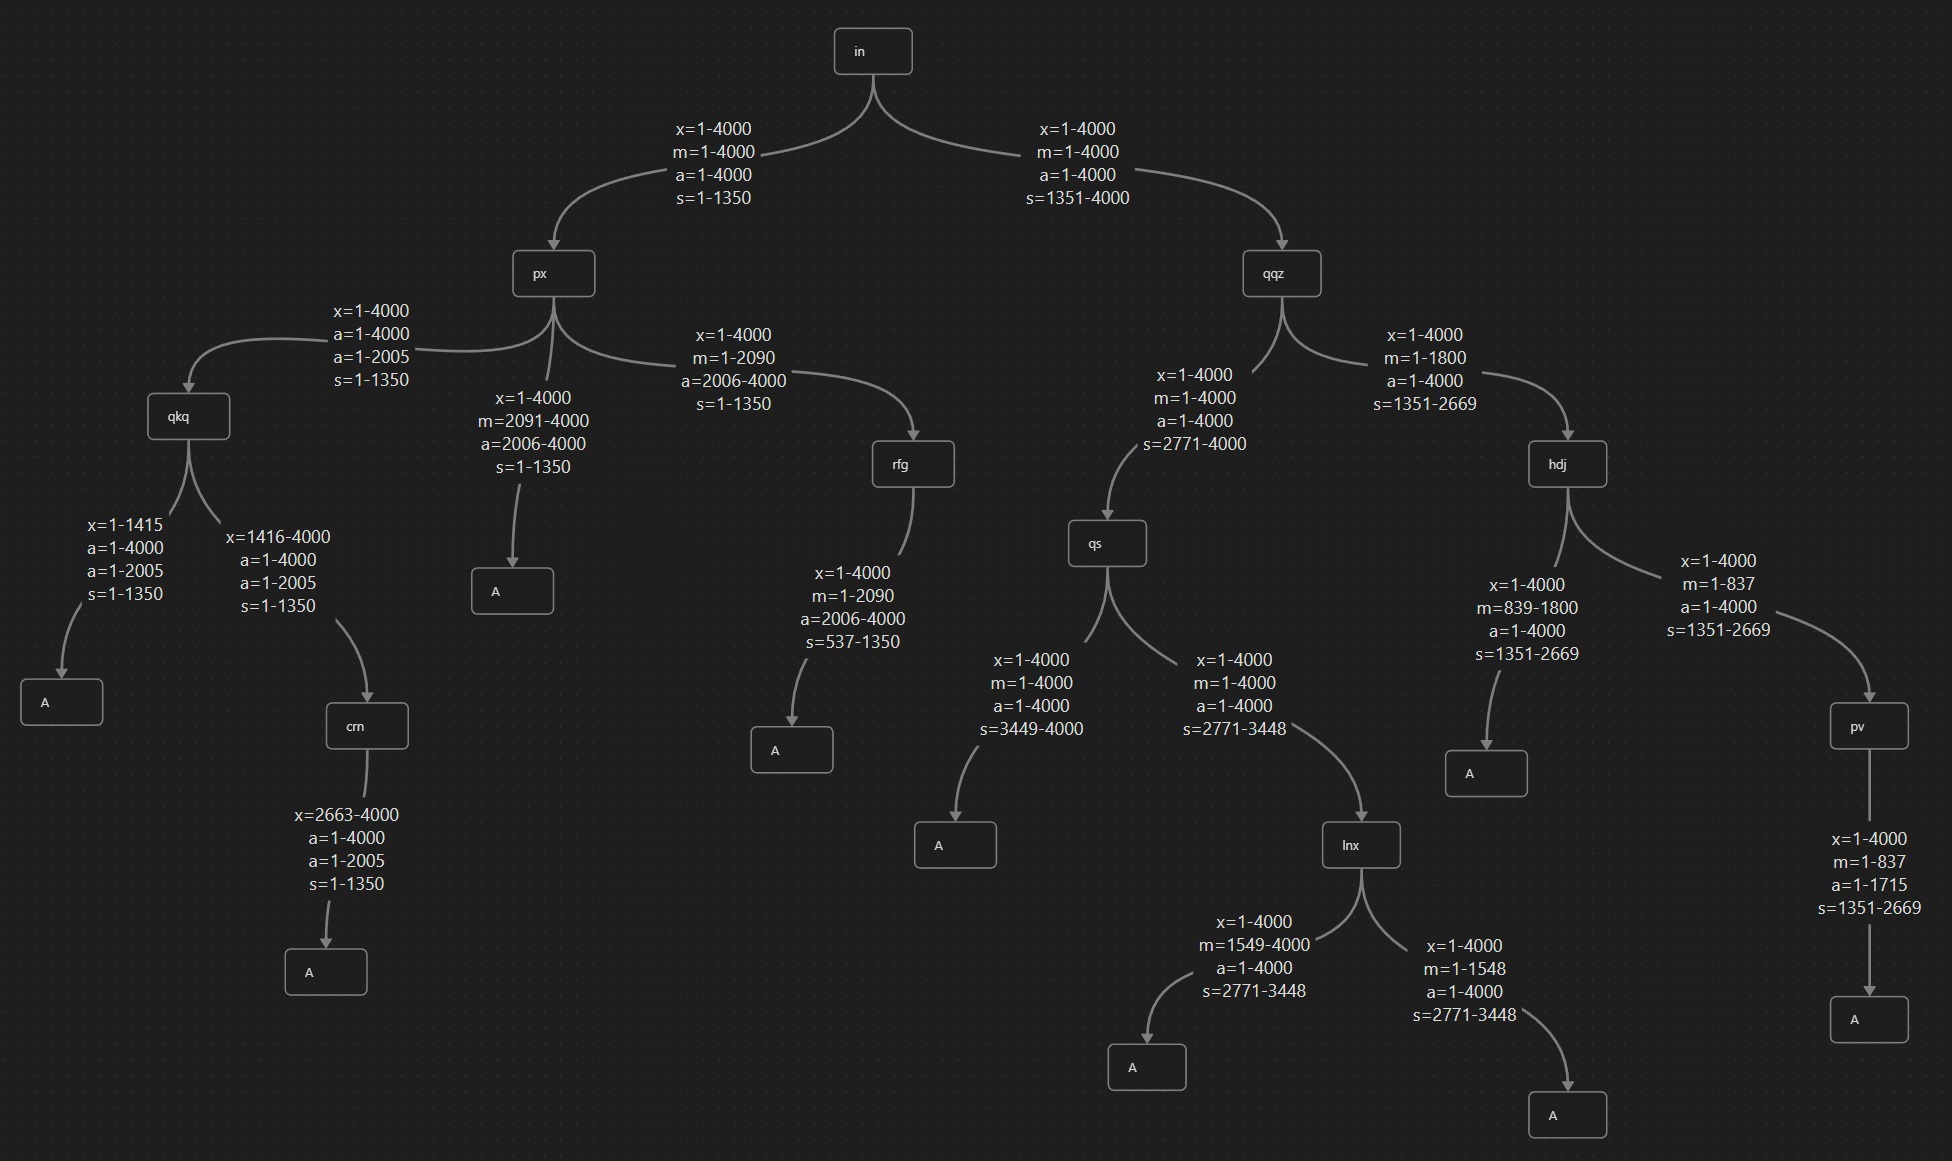 in
x=1-4000
m=1-4000
a=1-4000
s=1-1350
x=1-4000
m=1-4000
a=1-4000
s=1351-4000
px
qqz
x=1-4000
a=1-4000
a=1-2005
s=1-1350
x=1-4000
m=2091-4000
a=2006-4000
s=1-1350
x=1-4000
m=1-2090
a=2006-4000
s=1-1350
x=1-4000
m=1-4000
a=1-4000
s=2771-4000
x=1-4000
m=1-1800
a=1-4000
s=1351-2669
qkq
rfg
hdj
x=1-1415
a=1-4000
a=1-2005
s=1-1350
x=1416-4000
a=1-4000
a=1-2005
s=1-1350
A
x=1-4000
m=1-2090
a=2006-4000
s=537-1350
qs
x=1-4000
m=839-1800
a=1-4000
s=1351-2669
x=1-4000
m=1-837
a=1-4000
s=1351-2669
A
crn
A
x=1-4000
m=1-4000
a=1-4000
s=3449-4000
x=1-4000
m=1-4000
a=1-4000
s=2771-3448
A
pv
x=2663-4000
a=1-4000
a=1-2005
s=1-1350
A
lnx
x=1-4000
m=1-837
a=1-1715
s=1351-2669
A
x=1-4000
m=1549-4000
a=1-4000
s=2771-3448
x=1-4000
m=1-1548
a=1-4000
s=2771-3448
A
A
A